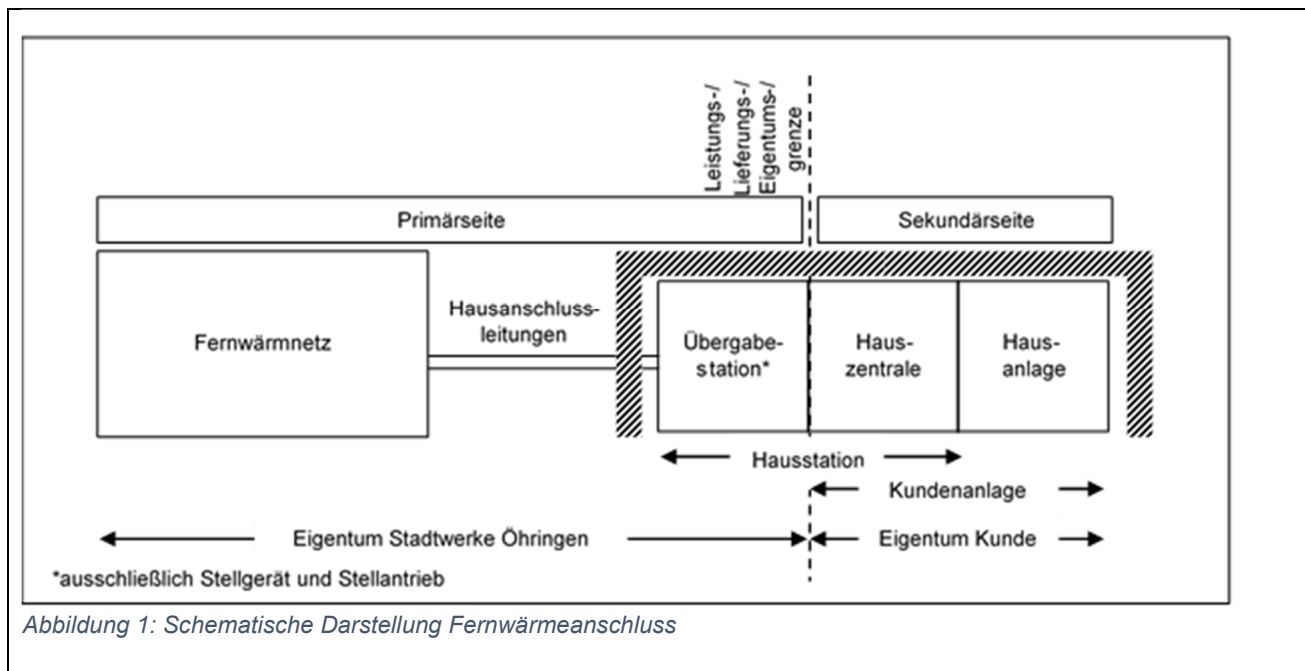 Leistungs-/
Lieferungs-/
Eigentums-/
grenze
Primärseite
Sekundärseite
Fernwärmnetz
Hausanschluss-
leitungen
Übergabe-
station*
Haus-
zentrale
Haus-
anlage
Hausstation
Kundenanlage
Eigentum Stadtwerke Öhringen
Eigentum Kunde
*ausschließlich Stellgerät und Stellantrieb
Abbildung 1: Schematische Darstellung Fernwärmeanschluss